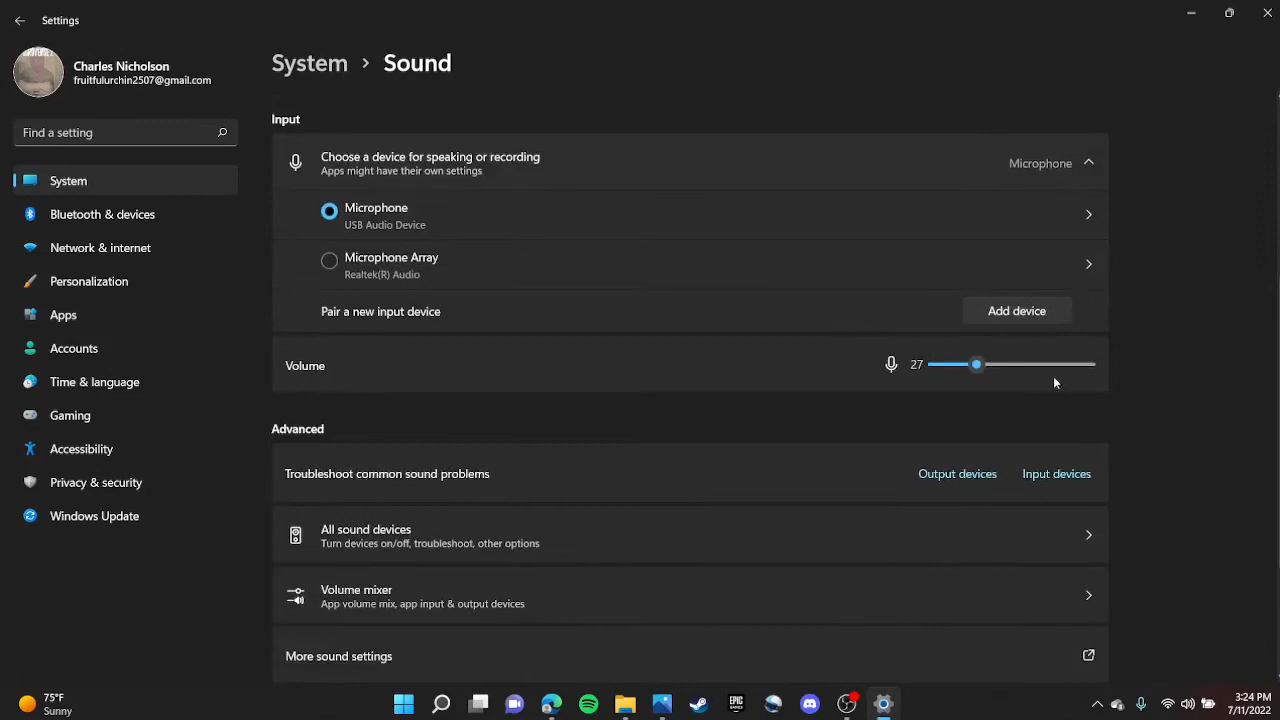 Settings
Charles Nicholson
fruitfulurchin2507@gmail.com
Find a setting
System
Bluetooth & devices
Network & internet
Personalization
Apps
Accounts
Time & language
Gaming
Accessibility
Privacy & security
Windows Update
System > Sound
Input
Choose a device for speaking or recording
Apps might have their own settings
Microphone
Microphone
USB Audio Device
Microphone Array
Realtek(R) Audio
Pair a new input device
Add device
Volume
27
Advanced
Troubleshoot common sound problems
Output devices
Input devices
All sound devices
Turn devices on/off, troubleshoot, other options
Volume mixer
App volume mix, app input & output devices
More sound settings
75°F
Sunny
EPIC
GAMES
3:24 PM
7/11/2022